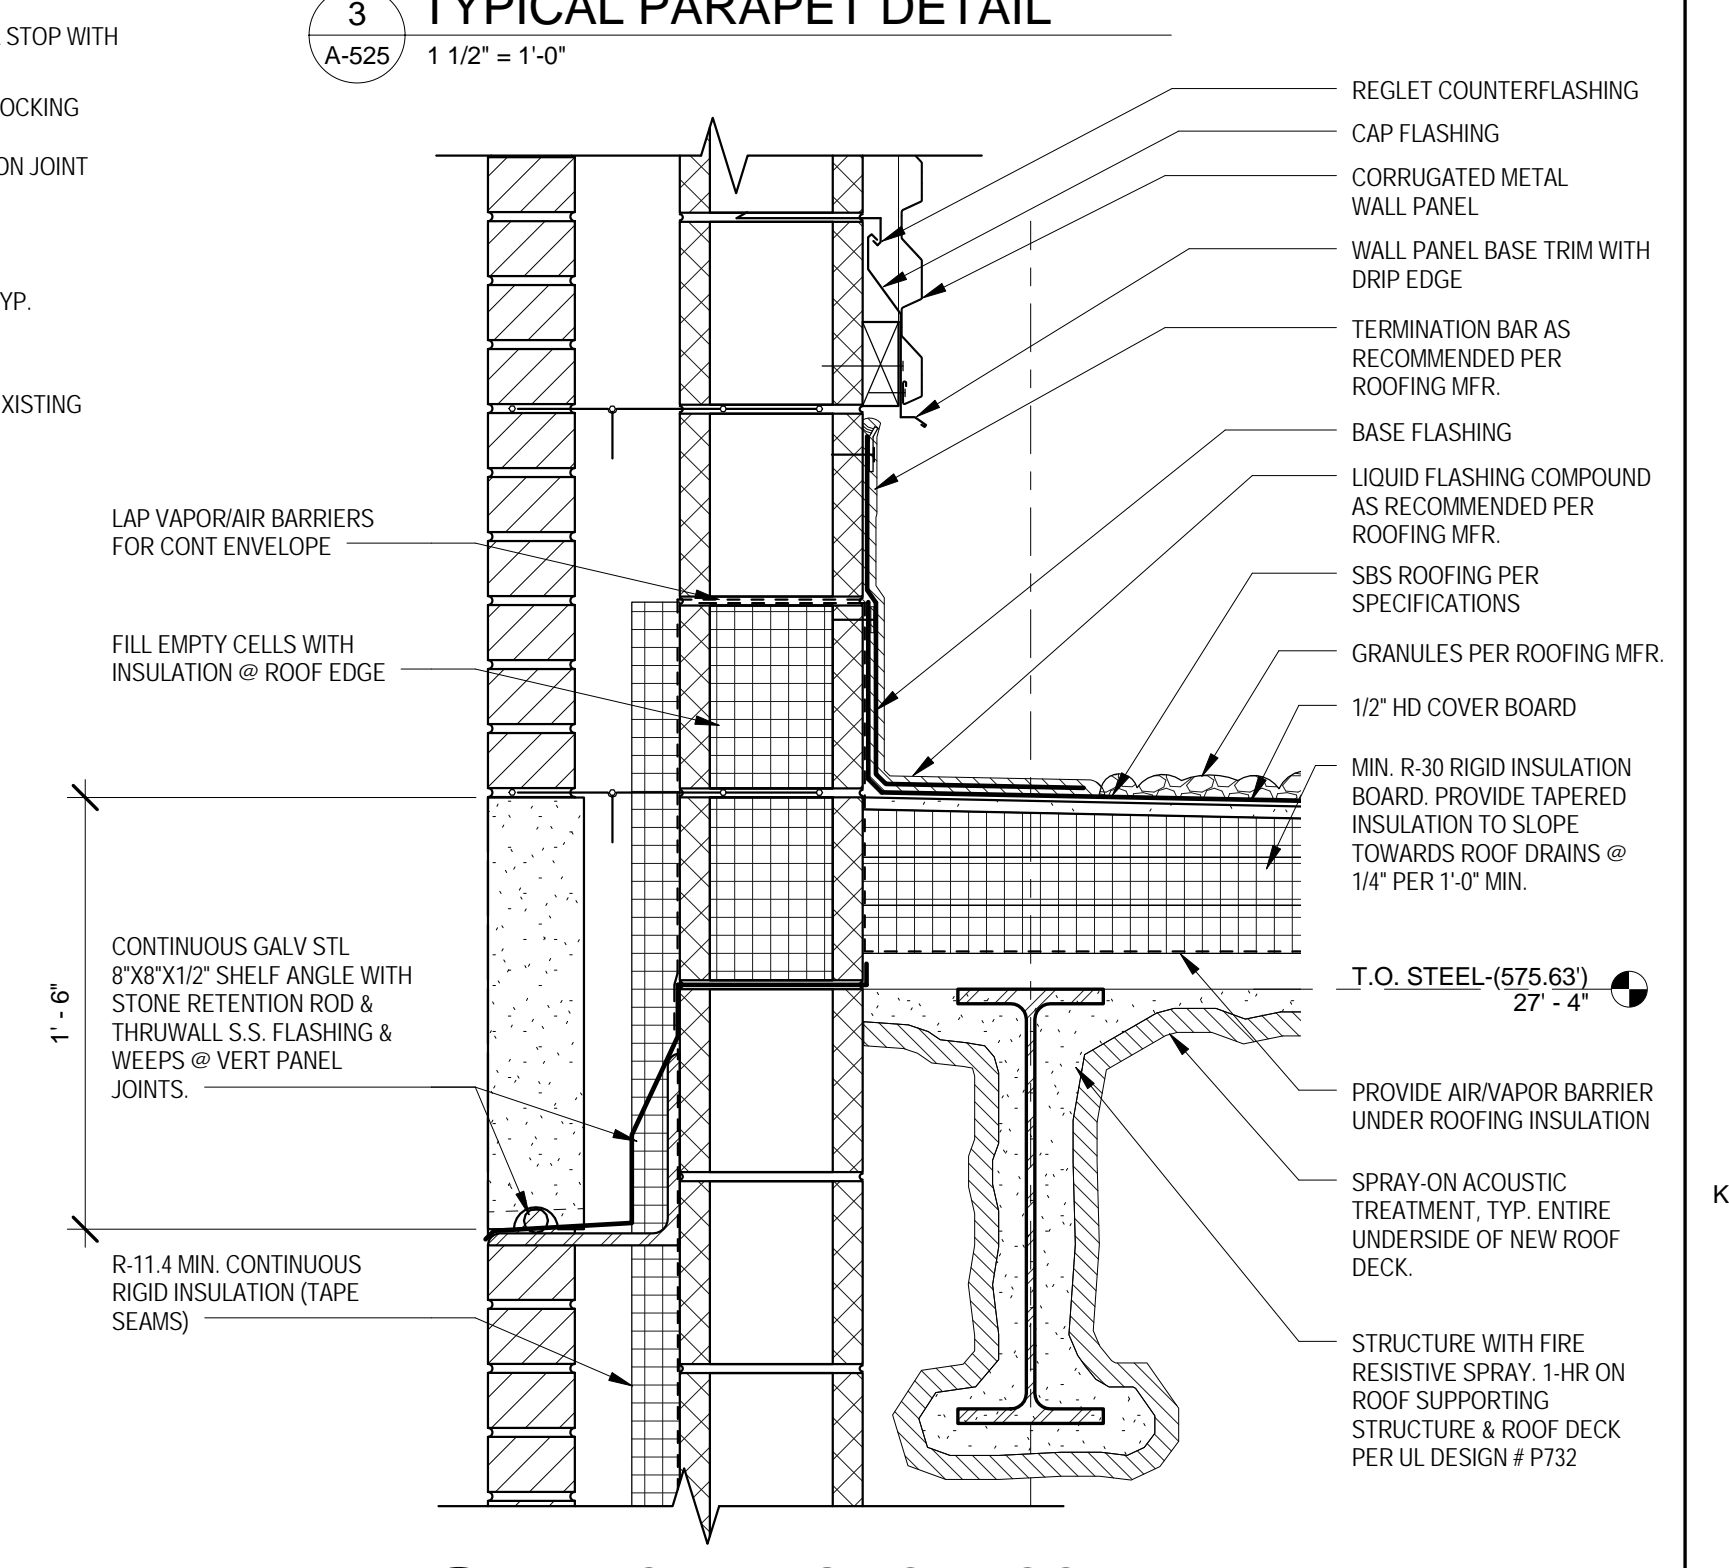 3
A-525
TYPICAL PARAPET DETAIL
1 1/2" = 1'-0"
STOP WITH
ON JOINT
YP.
REGLET COUNTERFLASHING
CAP FLASHING
CORRUGATED METAL
WALL PANEL
WALL PANEL BASE TRIM WITH
DRIP EDGE
TERMINATION BAR AS
RECOMMENDED PER
ROOFING MFR.
BASE FLASHING
LIQUID FLASHING COMPOUND
AS RECOMMENDED PER
ROOFING MFR.
SBS ROOFING PER
SPECIFICATIONS
GRANULES PER ROOFING MFR.
1/2" HD COVER BOARD
MIN. R-30 RIGID INSULATION
BOARD. PROVIDE TAPERED
INSULATION TO SLOPE
TOWARDS ROOF DRAINS @
1/4" PER 1'-0" MIN.
T.O. STEEL-(575.63')
27' - 4"
PROVIDE AIR/VAPOR BARRIER
UNDER ROOFING INSULATION
SPRAY-ON ACOUSTIC
TREATMENT, TYP. ENTIRE
UNDERSIDE OF NEW ROOF
DECK.
STRUCTURE WITH FIRE
RESISTIVE SPRAY. 1-HR ON
ROOF SUPPORTING
STRUCTURE & ROOF DECK
PER UL DESIGN # P732
LAP VAPOR/AIR BARRIERS
FOR CONT ENVELOPE
FILL EMPTY CELLS WITH
INSULATION @ ROOF EDGE
CONTINUOUS GALV STL
8"X8"X1/2" SHELF ANGLE WITH
STONE RETENTION ROD &
THRUWALL S.S. FLASHING &
WEEPS @ VERT PANEL
JOINTS.
R-11.4 MIN. CONTINUOUS
RIGID INSULATION (TAPE
SEAMS)
1' - 6"
K